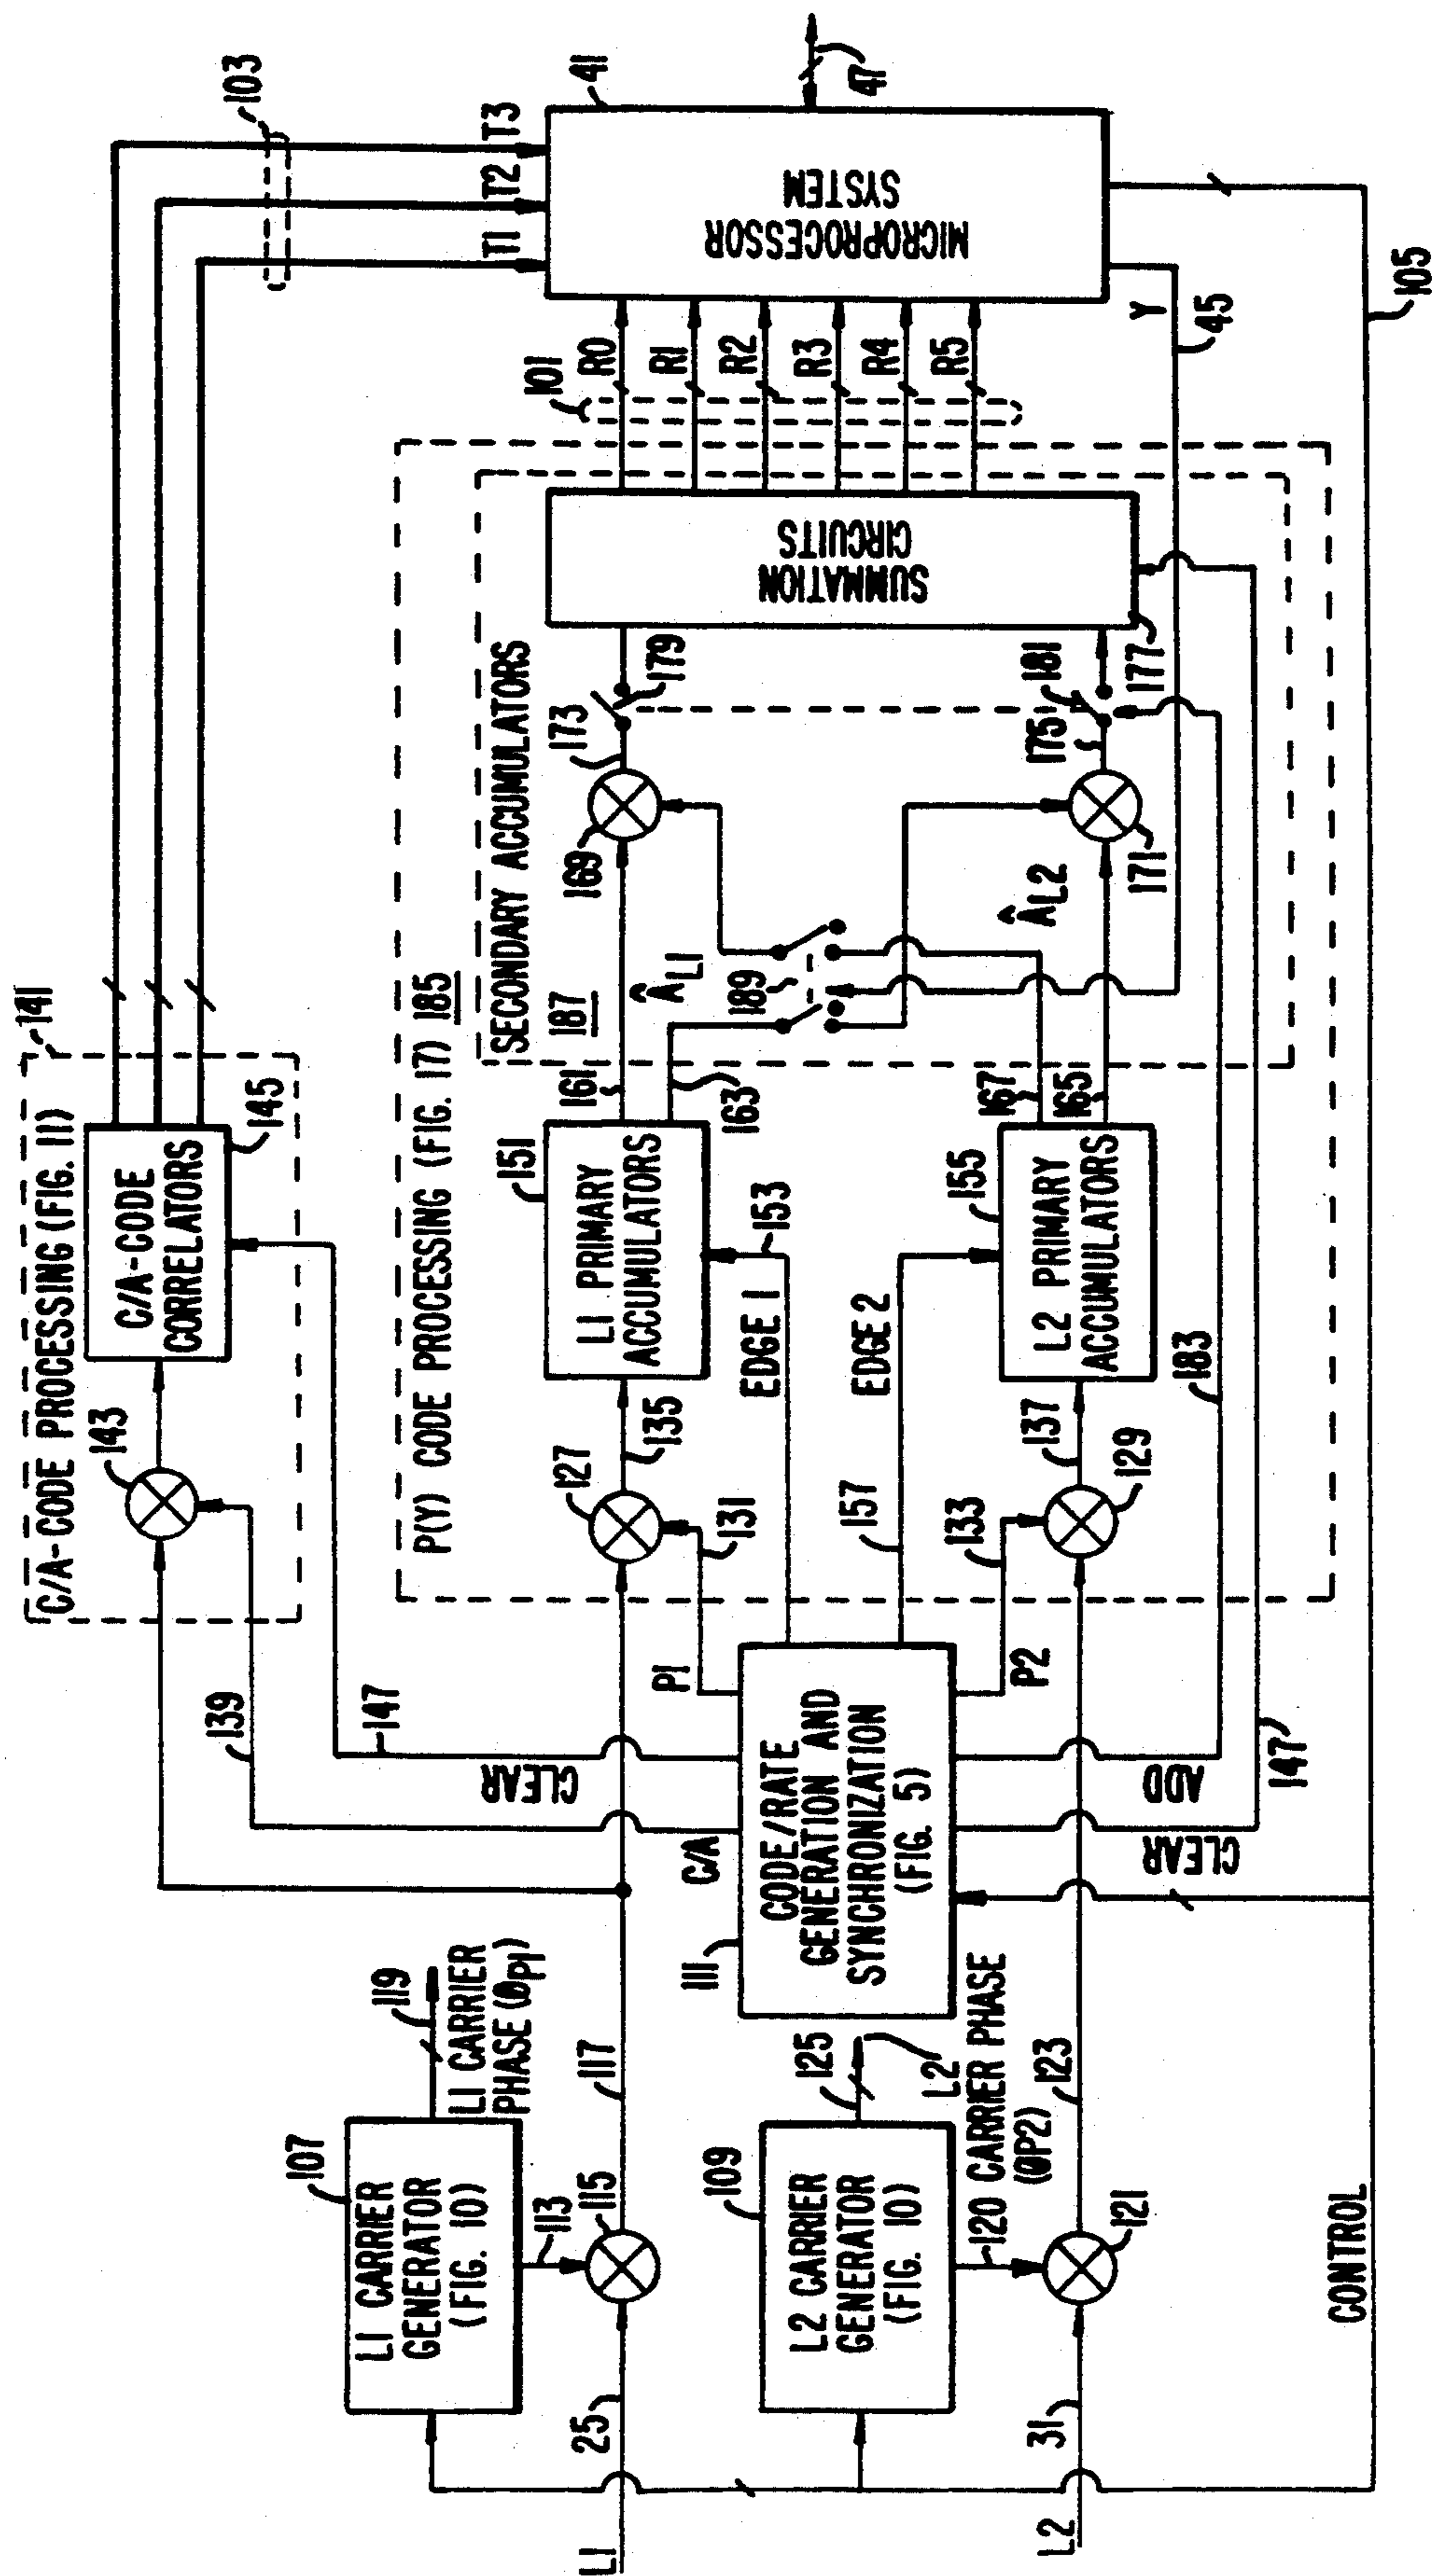 C/A-CODE PROCESSING (FIG. 11)
141
143
C/A-CODE
CORRELATORS
145
103
T1
T2
T3
139
147
CLEAR
C/A
107
L1 CARRIER
GENERATOR
(FIG. 10)
119
L1 CARRIER
PHASE (ØP1)
113
115
117
L1
25
P(Y) CODE PROCESSING (FIG. 17) 185
127
131
P1
135
151
L1 PRIMARY
ACCUMULATORS
153
EDGE 1
161
163
SECONDARY ACCUMULATORS
187
ÂL1
189
169
173
179
SUMMATION
CIRCUITS
101
R0
R1
R2
R3
R4
R5
MICROPROCESSOR
SYSTEM
41
47
111
CODE/RATE
GENERATION AND
SYNCHRONIZATION
(FIG. 5)
EDGE 2
157
133
P2
129
137
155
L2 PRIMARY
ACCUMULATORS
167
165
ÂL2
171
175
181
177
Y
45
109
L2 CARRIER
GENERATOR
(FIG. 10)
125
L2
CARRIER PHASE
(ØP2)
120
121
123
L2
31
ADD
183
CLEAR
147
CONTROL
105